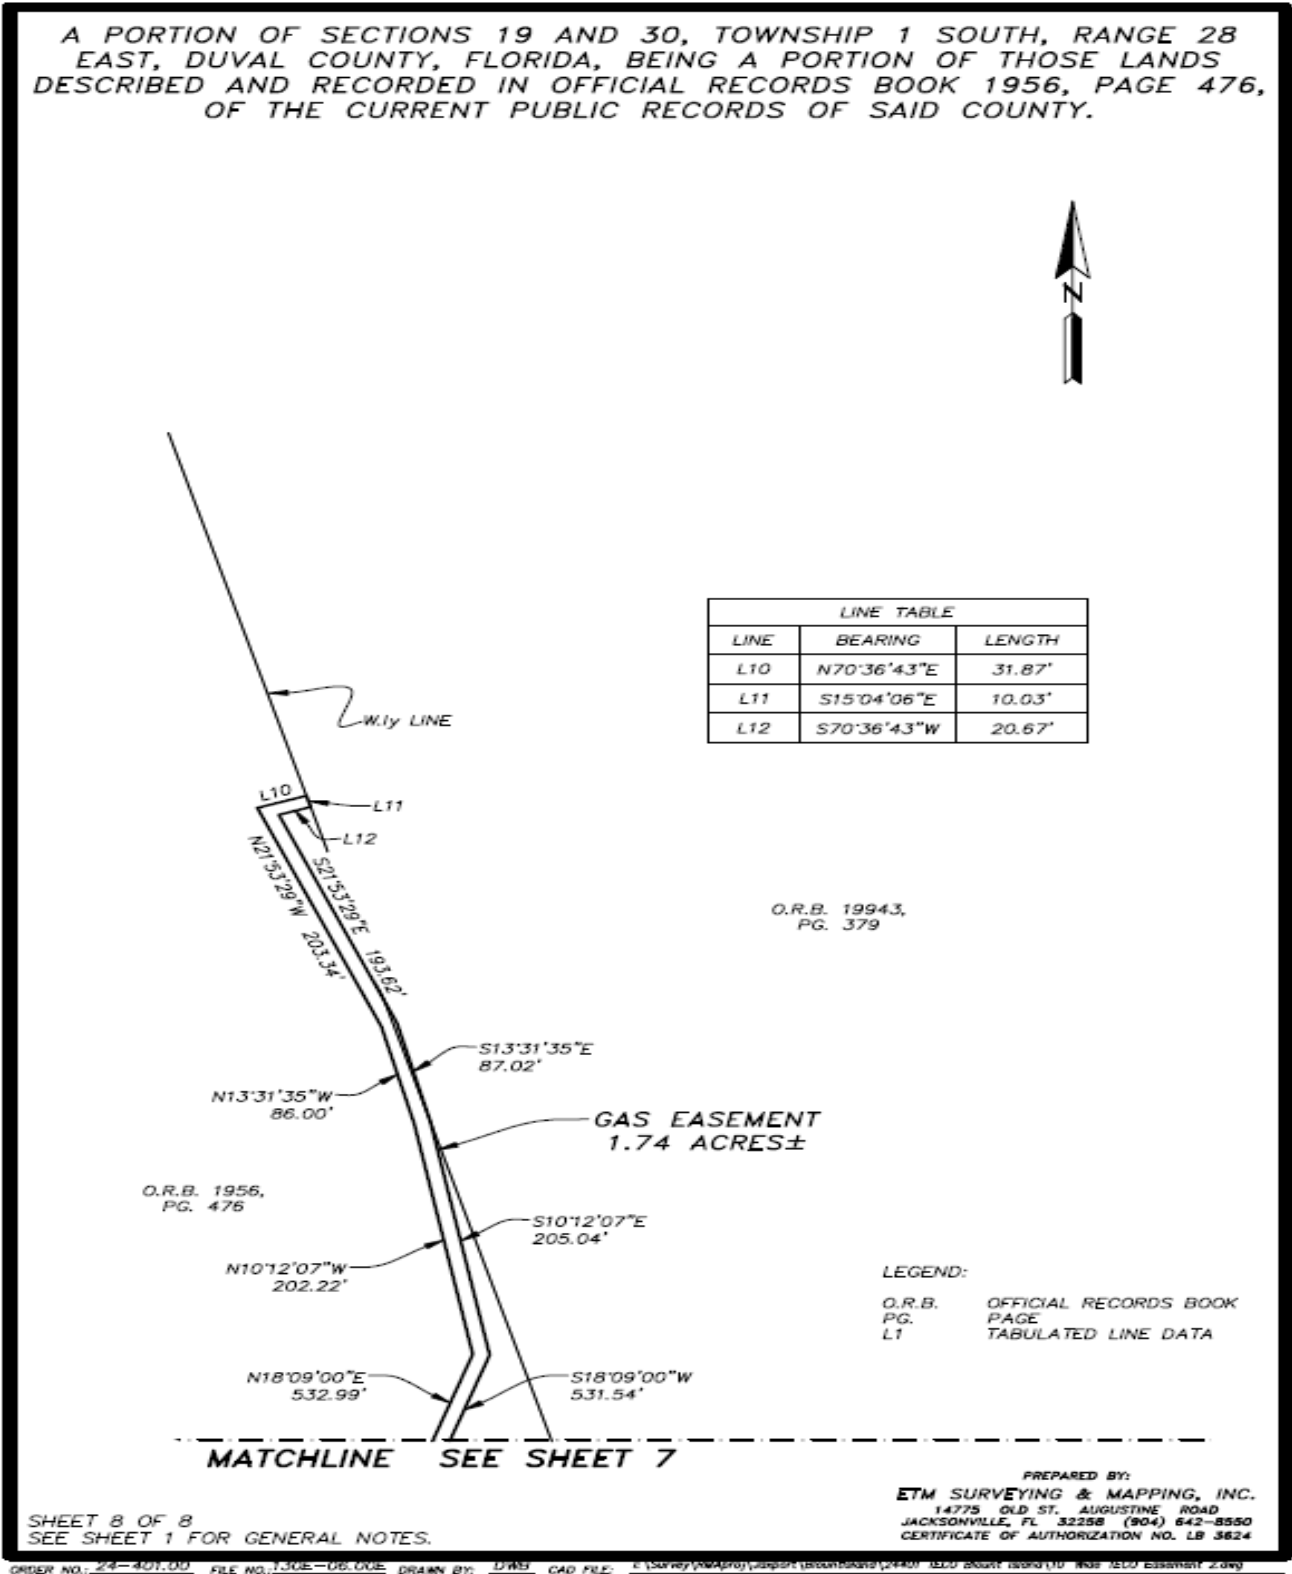 A PORTION OF SECTIONS 19 AND 30, TOWNSHIP 1 SOUTH, RANGE 28
EAST, DUVAL COUNTY, FLORIDA, BEING A PORTION OF THOSE LANDS
DESCRIBED AND RECORDED IN OFFICIAL RECORDS BOOK 1956, PAGE 476,
OF THE CURRENT PUBLIC RECORDS OF SAID COUNTY.
N
LINE TABLE
LINE BEARING LENGTH
L10 N70°36'43"E 31.87'
L11 S15°04'06"E 10.03'
L12 S70°36'43"W 20.67'
W.ly LINE
L10
L11
L12
N21°53'29"W 203.34'
S21°53'29"E 193.62'
O.R.B. 19943,
PG. 379
S13°31'35"E
87.02'
N13°31'35"W
86.00'
GAS EASEMENT
1.74 ACRES±
O.R.B. 1956,
PG. 476
S10°12'07"E
205.04'
N10°12'07"W
202.22'
LEGEND:
O.R.B. OFFICIAL RECORDS BOOK
PG. PAGE
L1 TABULATED LINE DATA
N18°09'00"E
532.99'
S18°09'00"W
531.54'
MATCHLINE SEE SHEET 7
PREPARED BY:
ETM SURVEYING & MAPPING, INC.
14775 OLD ST. AUGUSTINE ROAD
JACKSONVILLE, FL 32258 (904) 642-8550
CERTIFICATE OF AUTHORIZATION NO. LB 3624
SHEET 8 OF 8
SEE SHEET 1 FOR GENERAL NOTES.
ORDER NO.: 24-401.00 FILE NO.: 130E-06.00E DRAWN BY: DWB CAD FILE: